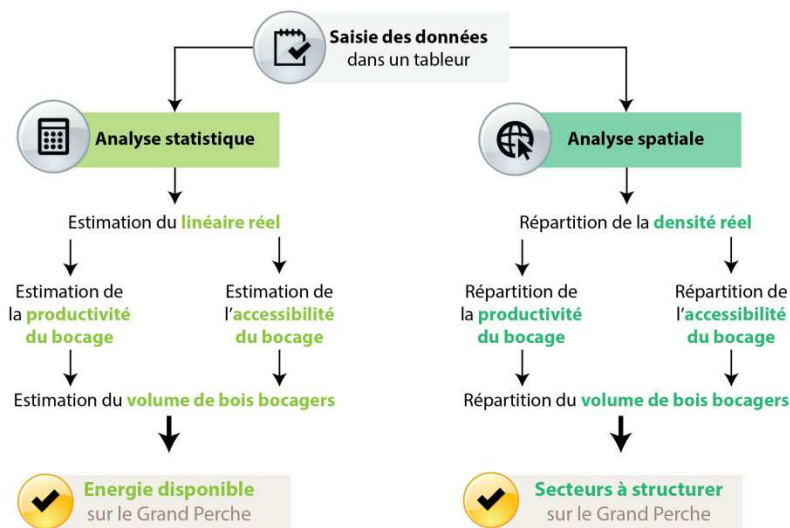 Saisie des données
dans un tableur
Analyse statistique
Analyse spatiale
Estimation du linéaire réel
Répartition de la densité réel
Estimation de
la productivité
du bocage
Estimation de
l'accessibilité
du bocage
Répartition de
la productivité
du bocage
Répartition de
l'accessibilité
du bocage
Estimation du volume de bois bocagers
Répartition du volume de bois bocagers
Energie disponible
sur le Grand Perche
Secteurs à structurer
sur le Grand Perche